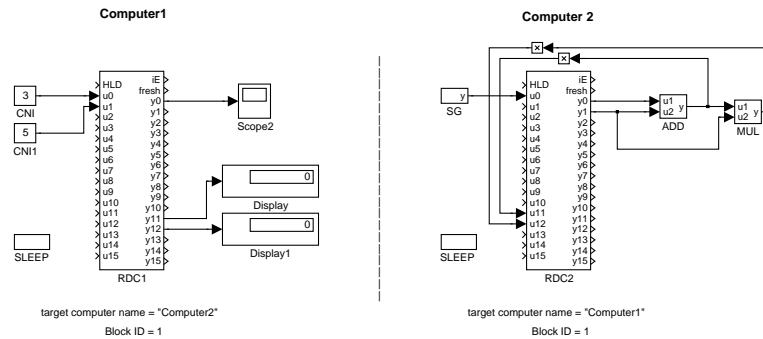 Computer1
3
CNI
5
CNI1
SLEEP
HLD
u0
u1
u2
u3
u4
u5
u6
u7
u8
u9
u10
u11
u12
u13
u14
u15
iE
fresh
y0
y1
y2
y3
y4
y5
y6
y7
y8
y9
y10
y11
y12
y13
y14
y15
RDC1
Scope2
0
Display
0
Display1
target computer name = "Computer2"
Block ID = 1
Computer 2
y
SG
SLEEP
HLD
u0
u1
u2
u3
u4
u5
u6
u7
u8
u9
u10
u11
u12
u13
u14
u15
iE
fresh
y0
y1
y2
y3
y4
y5
y6
y7
y8
y9
y10
y11
y12
y13
y14
y15
RDC2
u1
u2
y
ADD
u1
u2
y
MUL
target computer name = "Computer1"
Block ID = 1